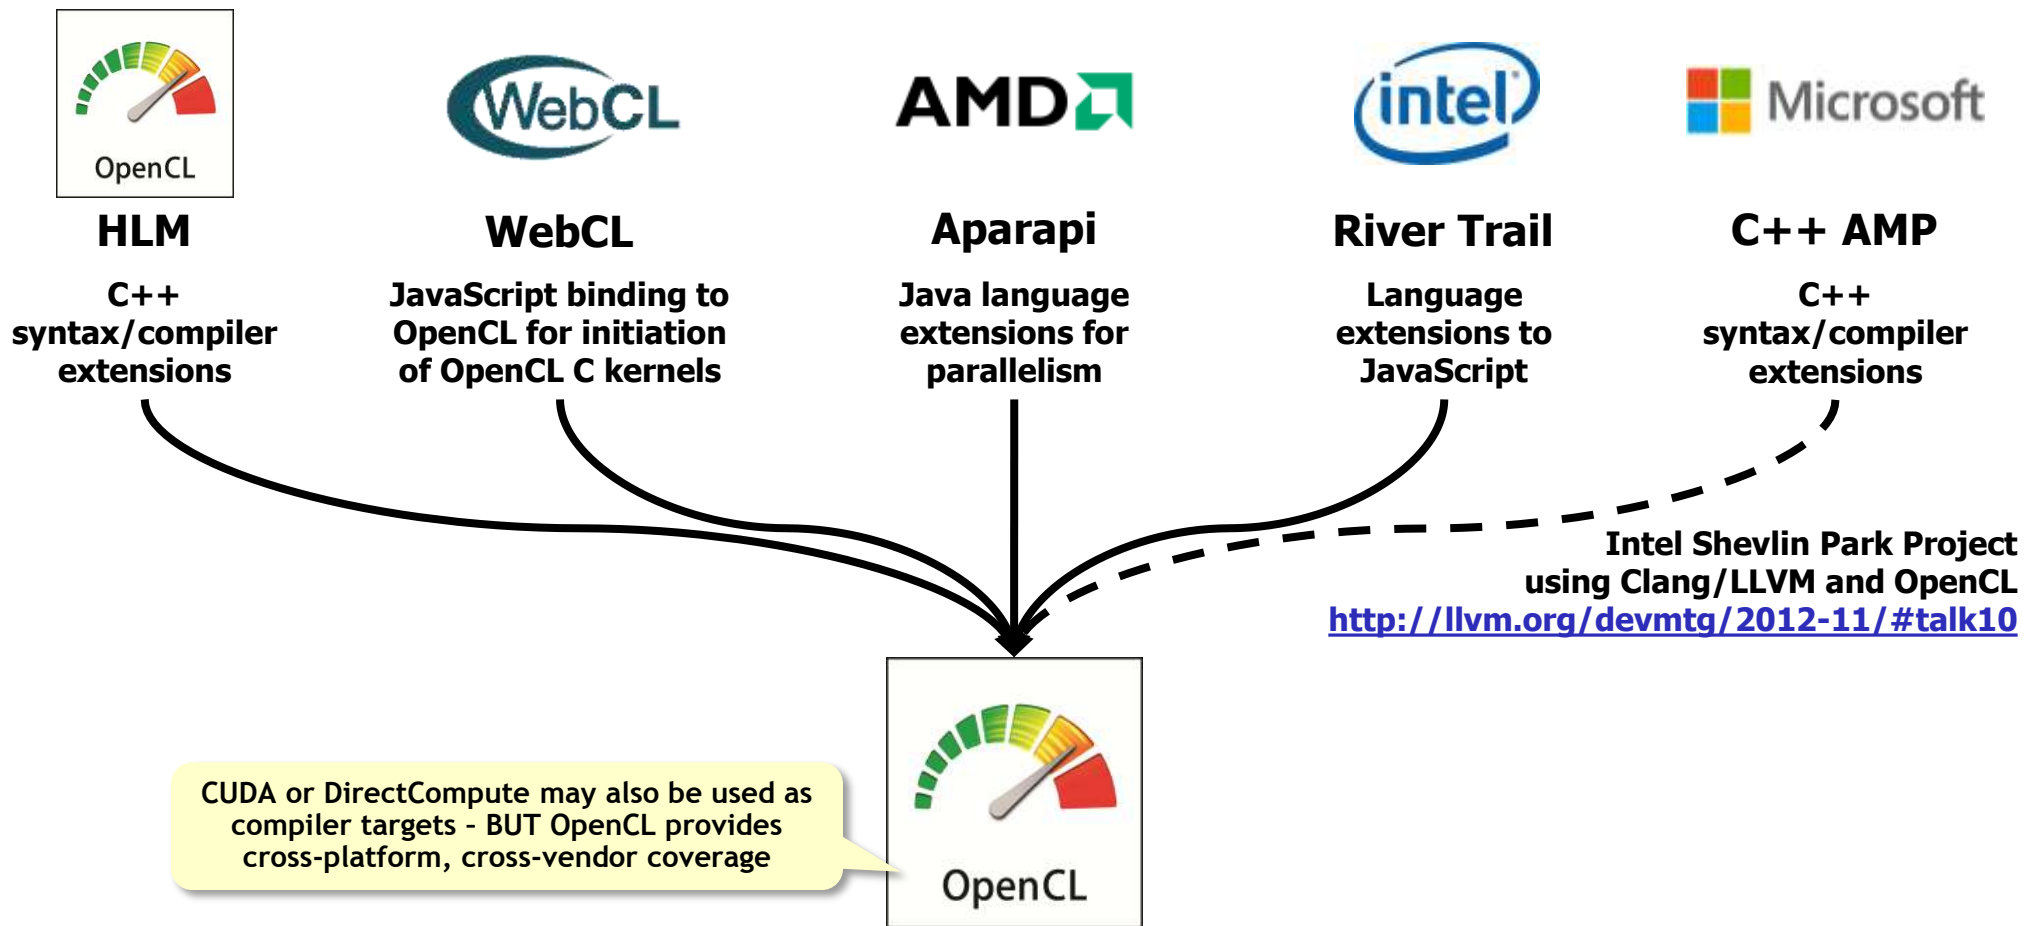 OpenCL
WebCL
AMD
intel
Microsoft
HLM
C++
syntax/compiler
extensions
WebCL
JavaScript binding to
OpenCL for initiation
of OpenCL C kernels
Aparapi
Java language
extensions for
parallelism
River Trail
Language
extensions to
JavaScript
C++ AMP
C++
syntax/compiler
extensions
Intel Shevlin Park Project
using Clang/LLVM and OpenCL
http://llvm.org/devmtg/2012-11/#talk10
CUDA or DirectCompute may also be used as
compiler targets – BUT OpenCL provides
cross-platform, cross-vendor coverage
OpenCL